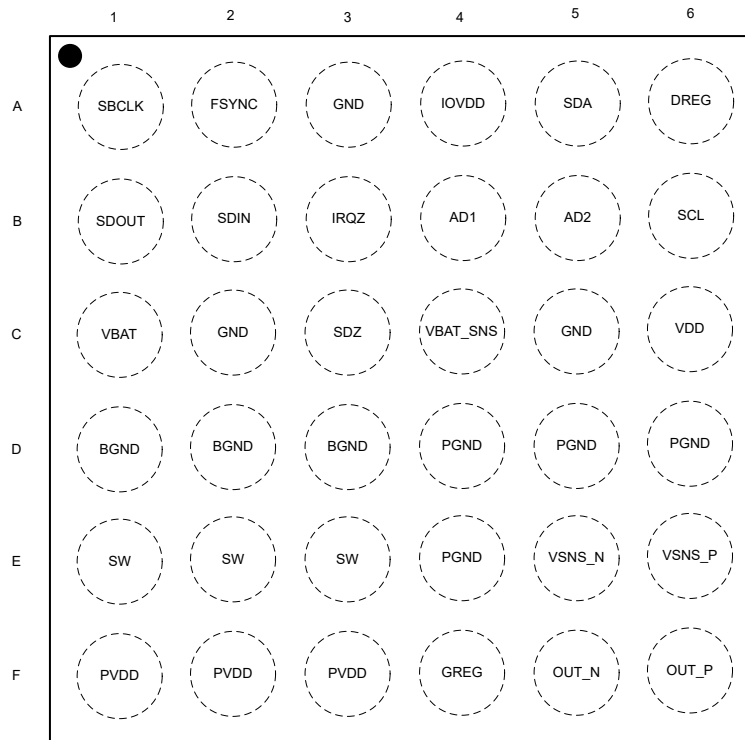 1 2 3 4 5 6
A SBCLK FSYNC GND IOVDD SDA DREG
B SDOUT SDIN IRQZ AD1 AD2 SCL
C VBAT GND SDZ VBAT_SNS GND VDD
D BGND BGND BGND PGND PGND PGND
E SW SW SW PGND VSNS_N VSNS_P
F PVDD PVDD PVDD GREG OUT_N OUT_P